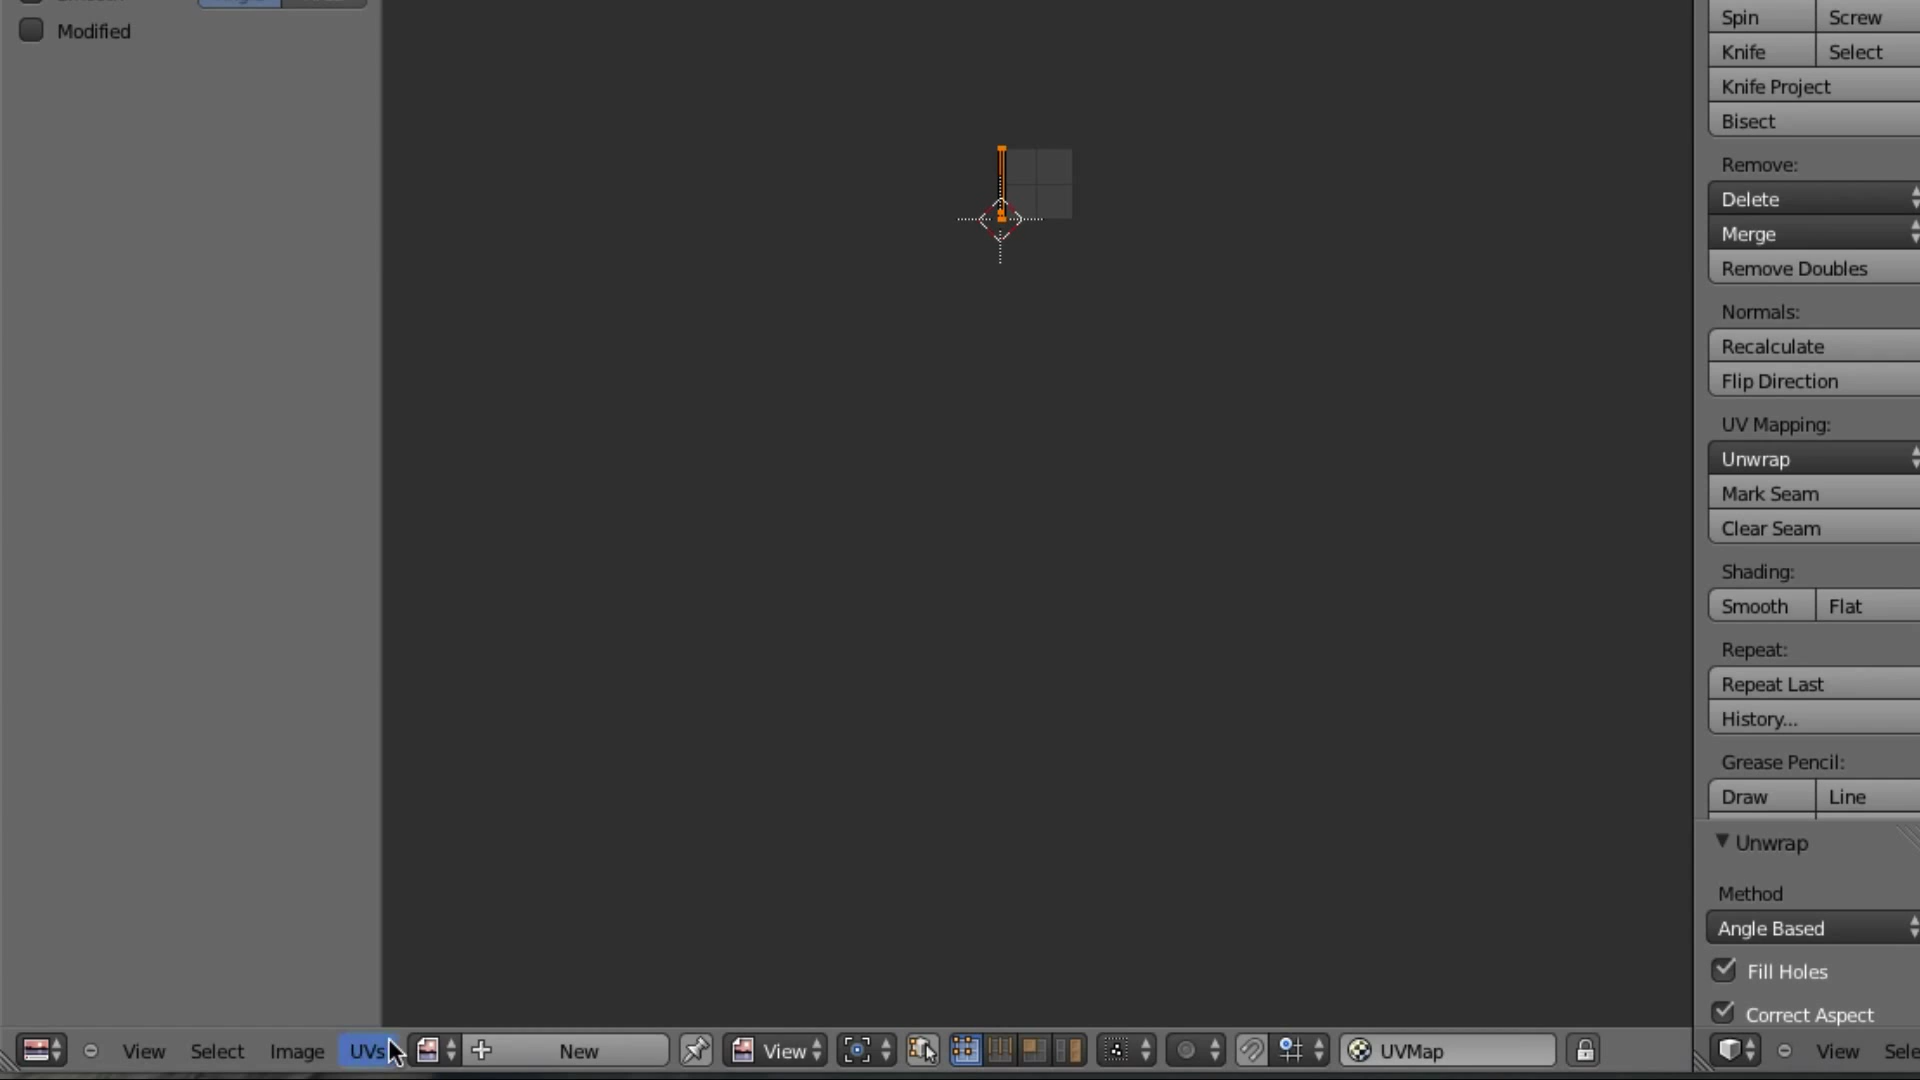 Modified
Spin Screw
Knife Select
Knife Project
Bisect
Remove:
Delete
Merge
Remove Doubles
Normals:
Recalculate
Flip Direction
UV Mapping:
Unwrap
Mark Seam
Clear Seam
Shading:
Smooth Flat
Repeat:
Repeat Last
History...
Grease Pencil:
Draw Line
Unwrap
Method
Angle Based
Fill Holes
Correct Aspect
View Select Image UVs New View UVMap View Sele